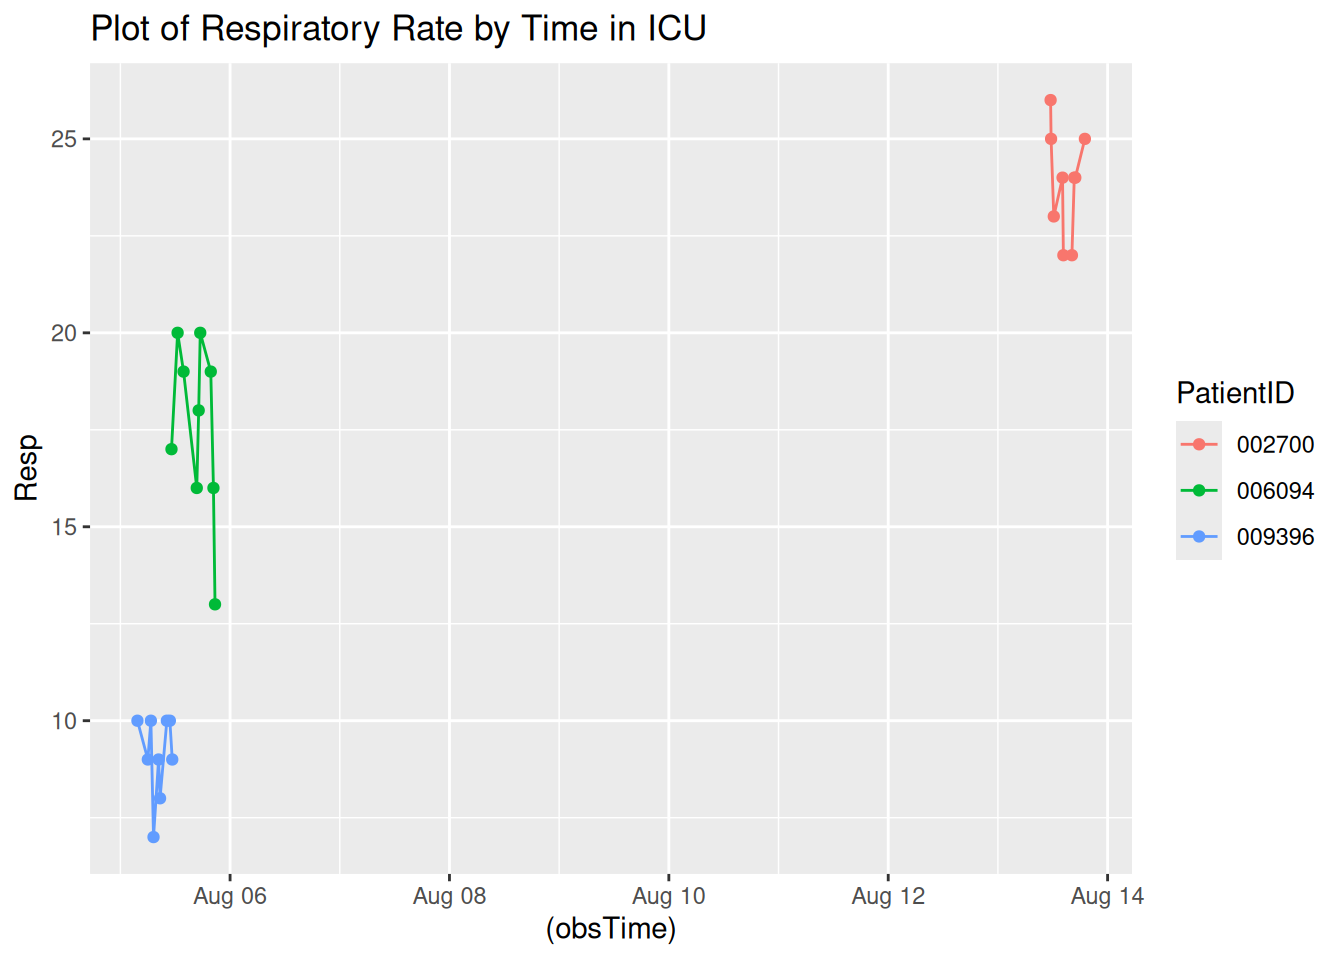 Plot of Respiratory Rate by Time in ICU
25
20
15
10
Resp
Aug 06 Aug 08 Aug 10 Aug 12 Aug 14
(obsTime)
PatientID
002700
006094
009396